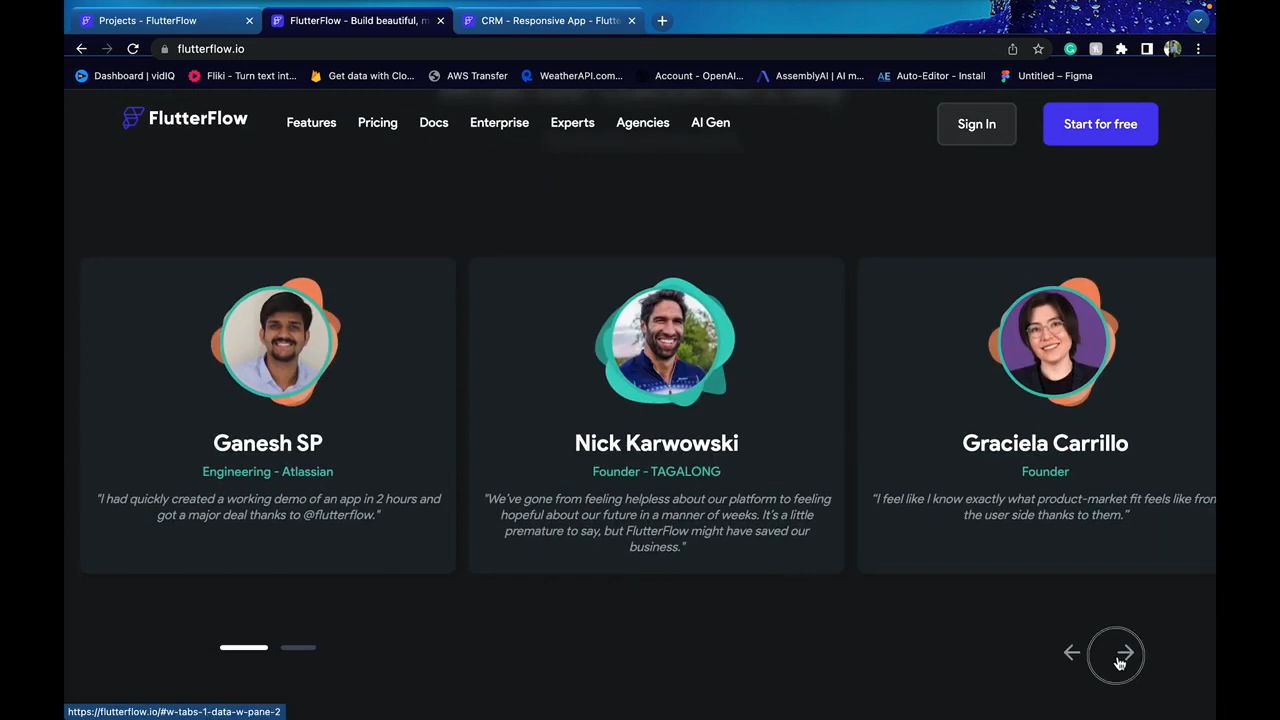 Projects - FlutterFlow
FlutterFlow - Build beautiful, m
CRM - Responsive App - Flutte
flutterflow.io
Dashboard | vidIQ
Fliki - Turn text int...
Get data with Clo...
AWS Transfer
WeatherAPI.com...
Account - OpenAI...
AssemblyAI | AI m...
AE Auto-Editor - Install
Untitled – Figma
FlutterFlow
Features
Pricing
Docs
Enterprise
Experts
Agencies
AI Gen
Sign In
Start for free
Ganesh SP
Engineering - Atlassian
"I had quickly created a working demo of an app in 2 hours and
got a major deal thanks to @flutterflow."
Nick Karwowski
Founder - TAGALONG
"We've gone from feeling helpless about our platform to feeling
hopeful about our future in a manner of weeks. It's a little
premature to say, but FlutterFlow might have saved our
business."
Graciela Carrillo
Founder
"I feel like I know exactly what product-market fit feels like from
the user side thanks to them."
https://flutterflow.io/#w-tabs-1-data-w-pane-2